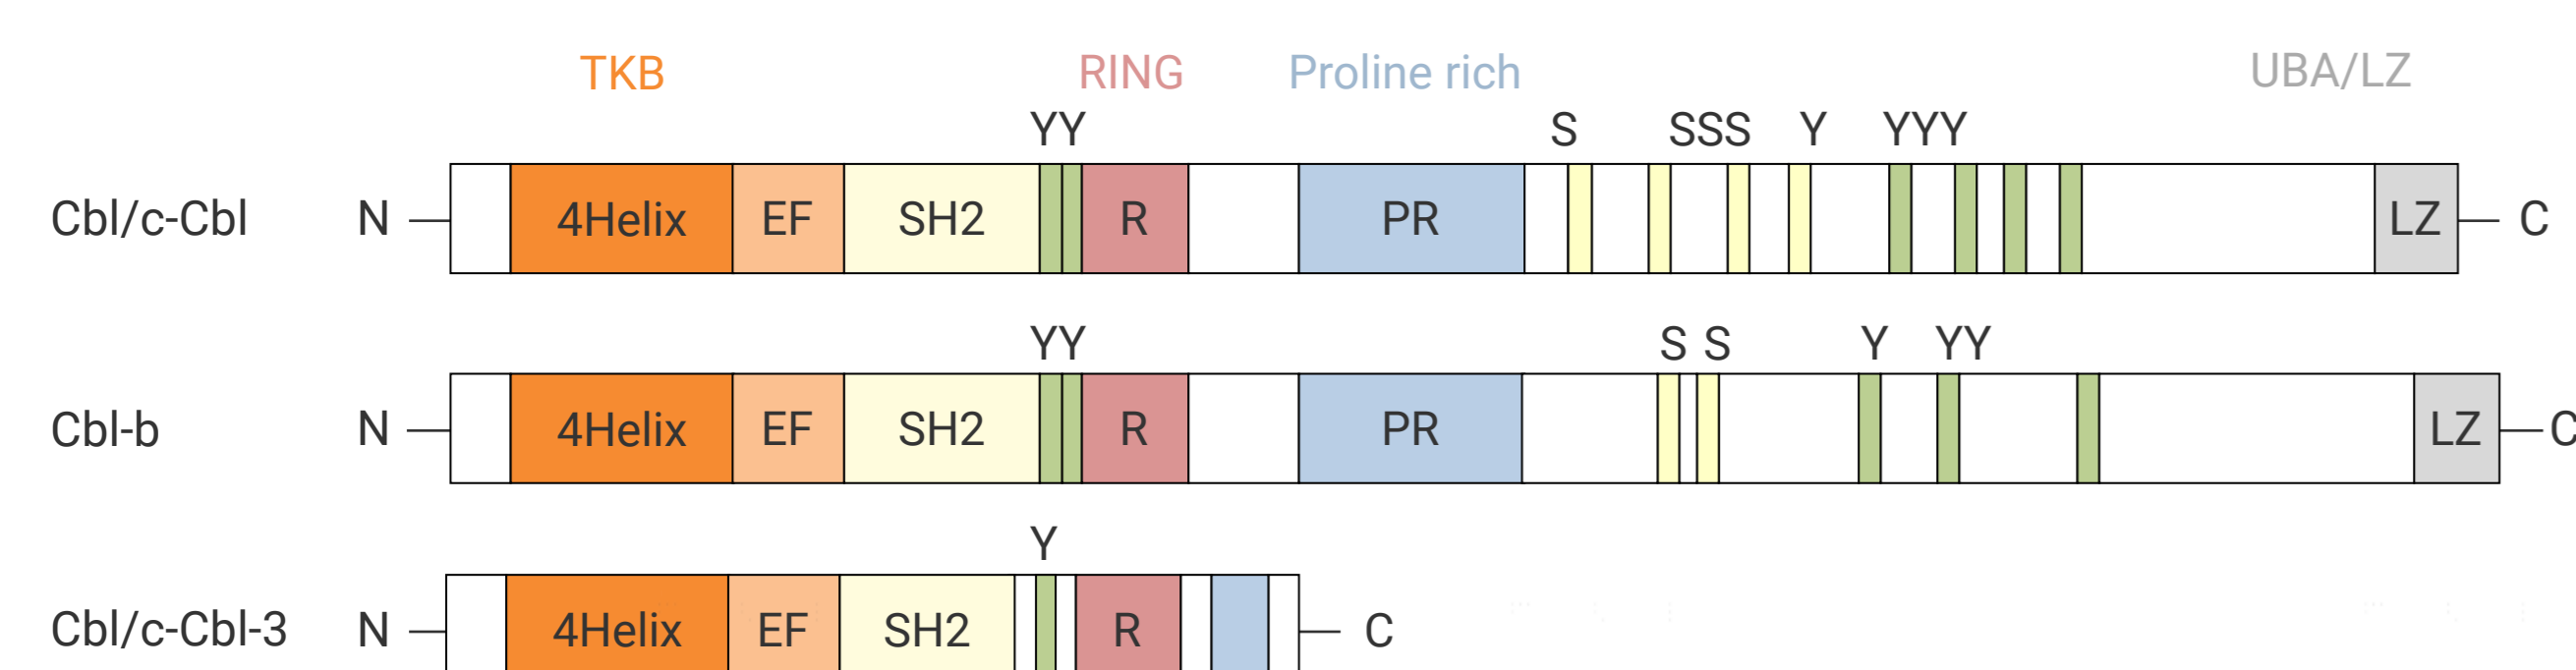 TKB RING Proline rich UBA/LZ
YY S SSS Y YYY
Cbl/c-Cbl N 4Helix EF SH2 R PR LZ C
YY S S Y YY
Cbl-b N 4Helix EF SH2 R PR LZ C
Y
Cbl/c-Cbl-3 N 4Helix EF SH2 R C